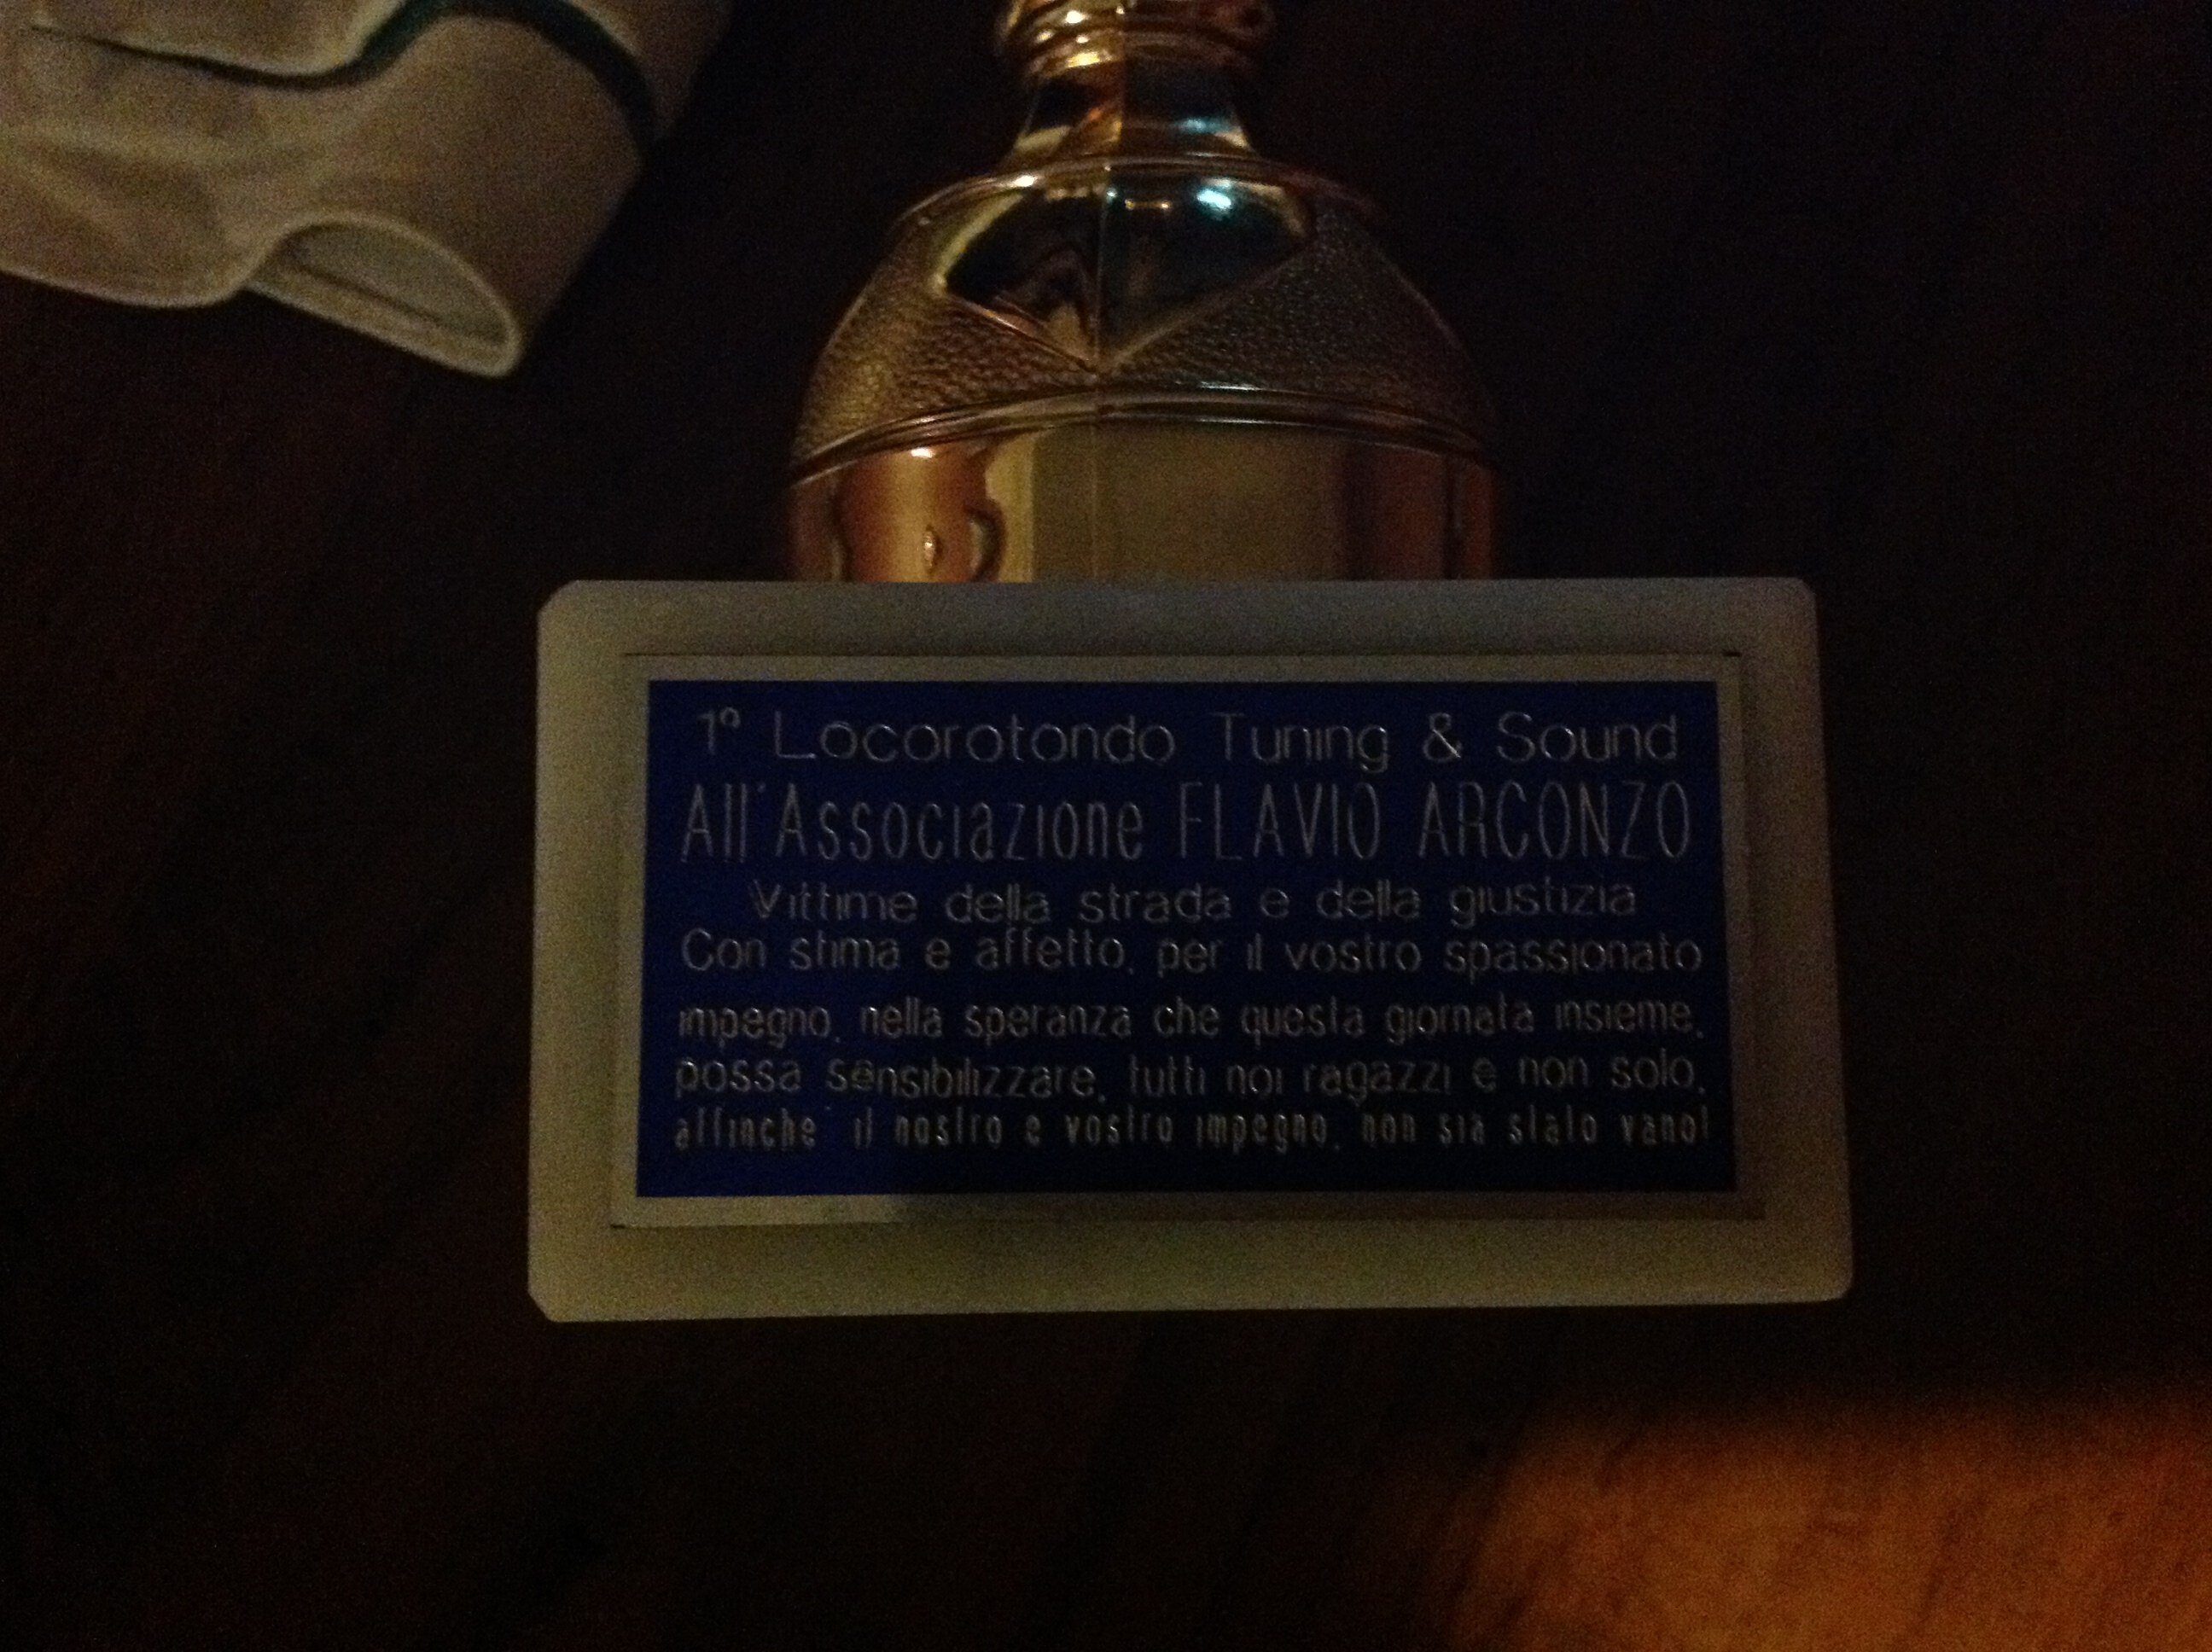 1º Locorotondo Tuning & Sound
All'Associazione FLAVIO ARCONZO
Vittime della strada e della giustizia
Con stima e affetto, per il vostro spassionato
impegno, nella speranza che questa giornata insieme,
possa sensibilizzare, tutti noi ragazzi e non solo,
affinche' il nostro e vostro impegno, non sia stato vano!